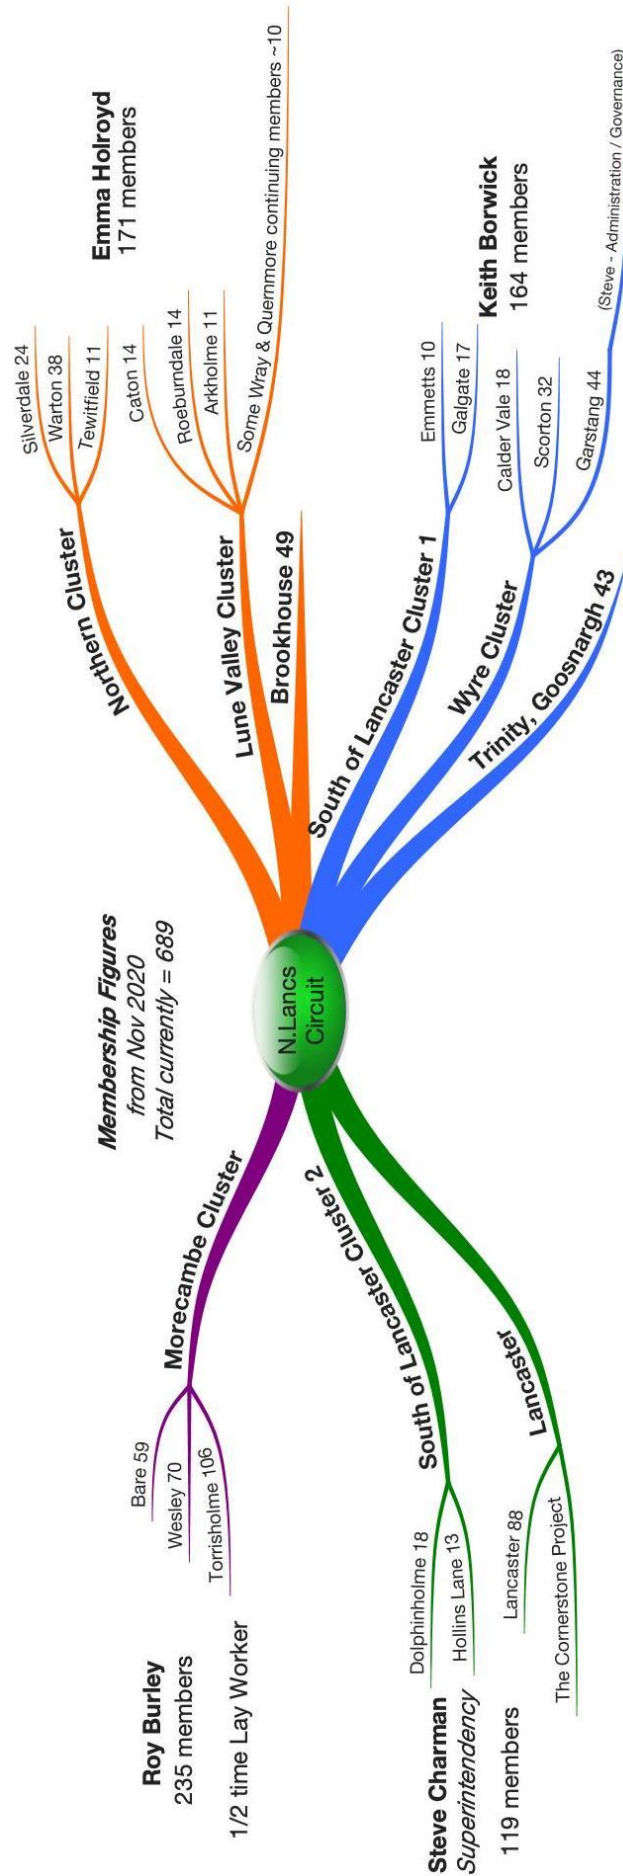 Membership Figures
from Nov 2020
Total currently = 689
N.Lancs
Circuit
Roy Burley
235 members
1/2 time Lay Worker
Morecambe Cluster
Bare 59
Wesley 70
Torrisholme 106
Steve Charman
Superintendency
119 members
South of Lancaster Cluster 2
Dolphinholme 18
Hollins Lane 13
Lancaster
Lancaster 88
The Cornerstone Project
Emma Holroyd
171 members
Northern Cluster
Silverdale 24
Warton 38
Tewitfield 11
Lune Valley Cluster
Caton 14
Roeburndale 14
Arkholme 11
Some Wray & Quernmore continuing members ~10
Brookhouse 49
Keith Borwick
164 members
South of Lancaster Cluster 1
Emmetts 10
Galgate 17
Wyre Cluster
Calder Vale 18
Scorton 32
Garstang 44
(Steve - Administration / Governance)
Trinity, Goosnargh 43